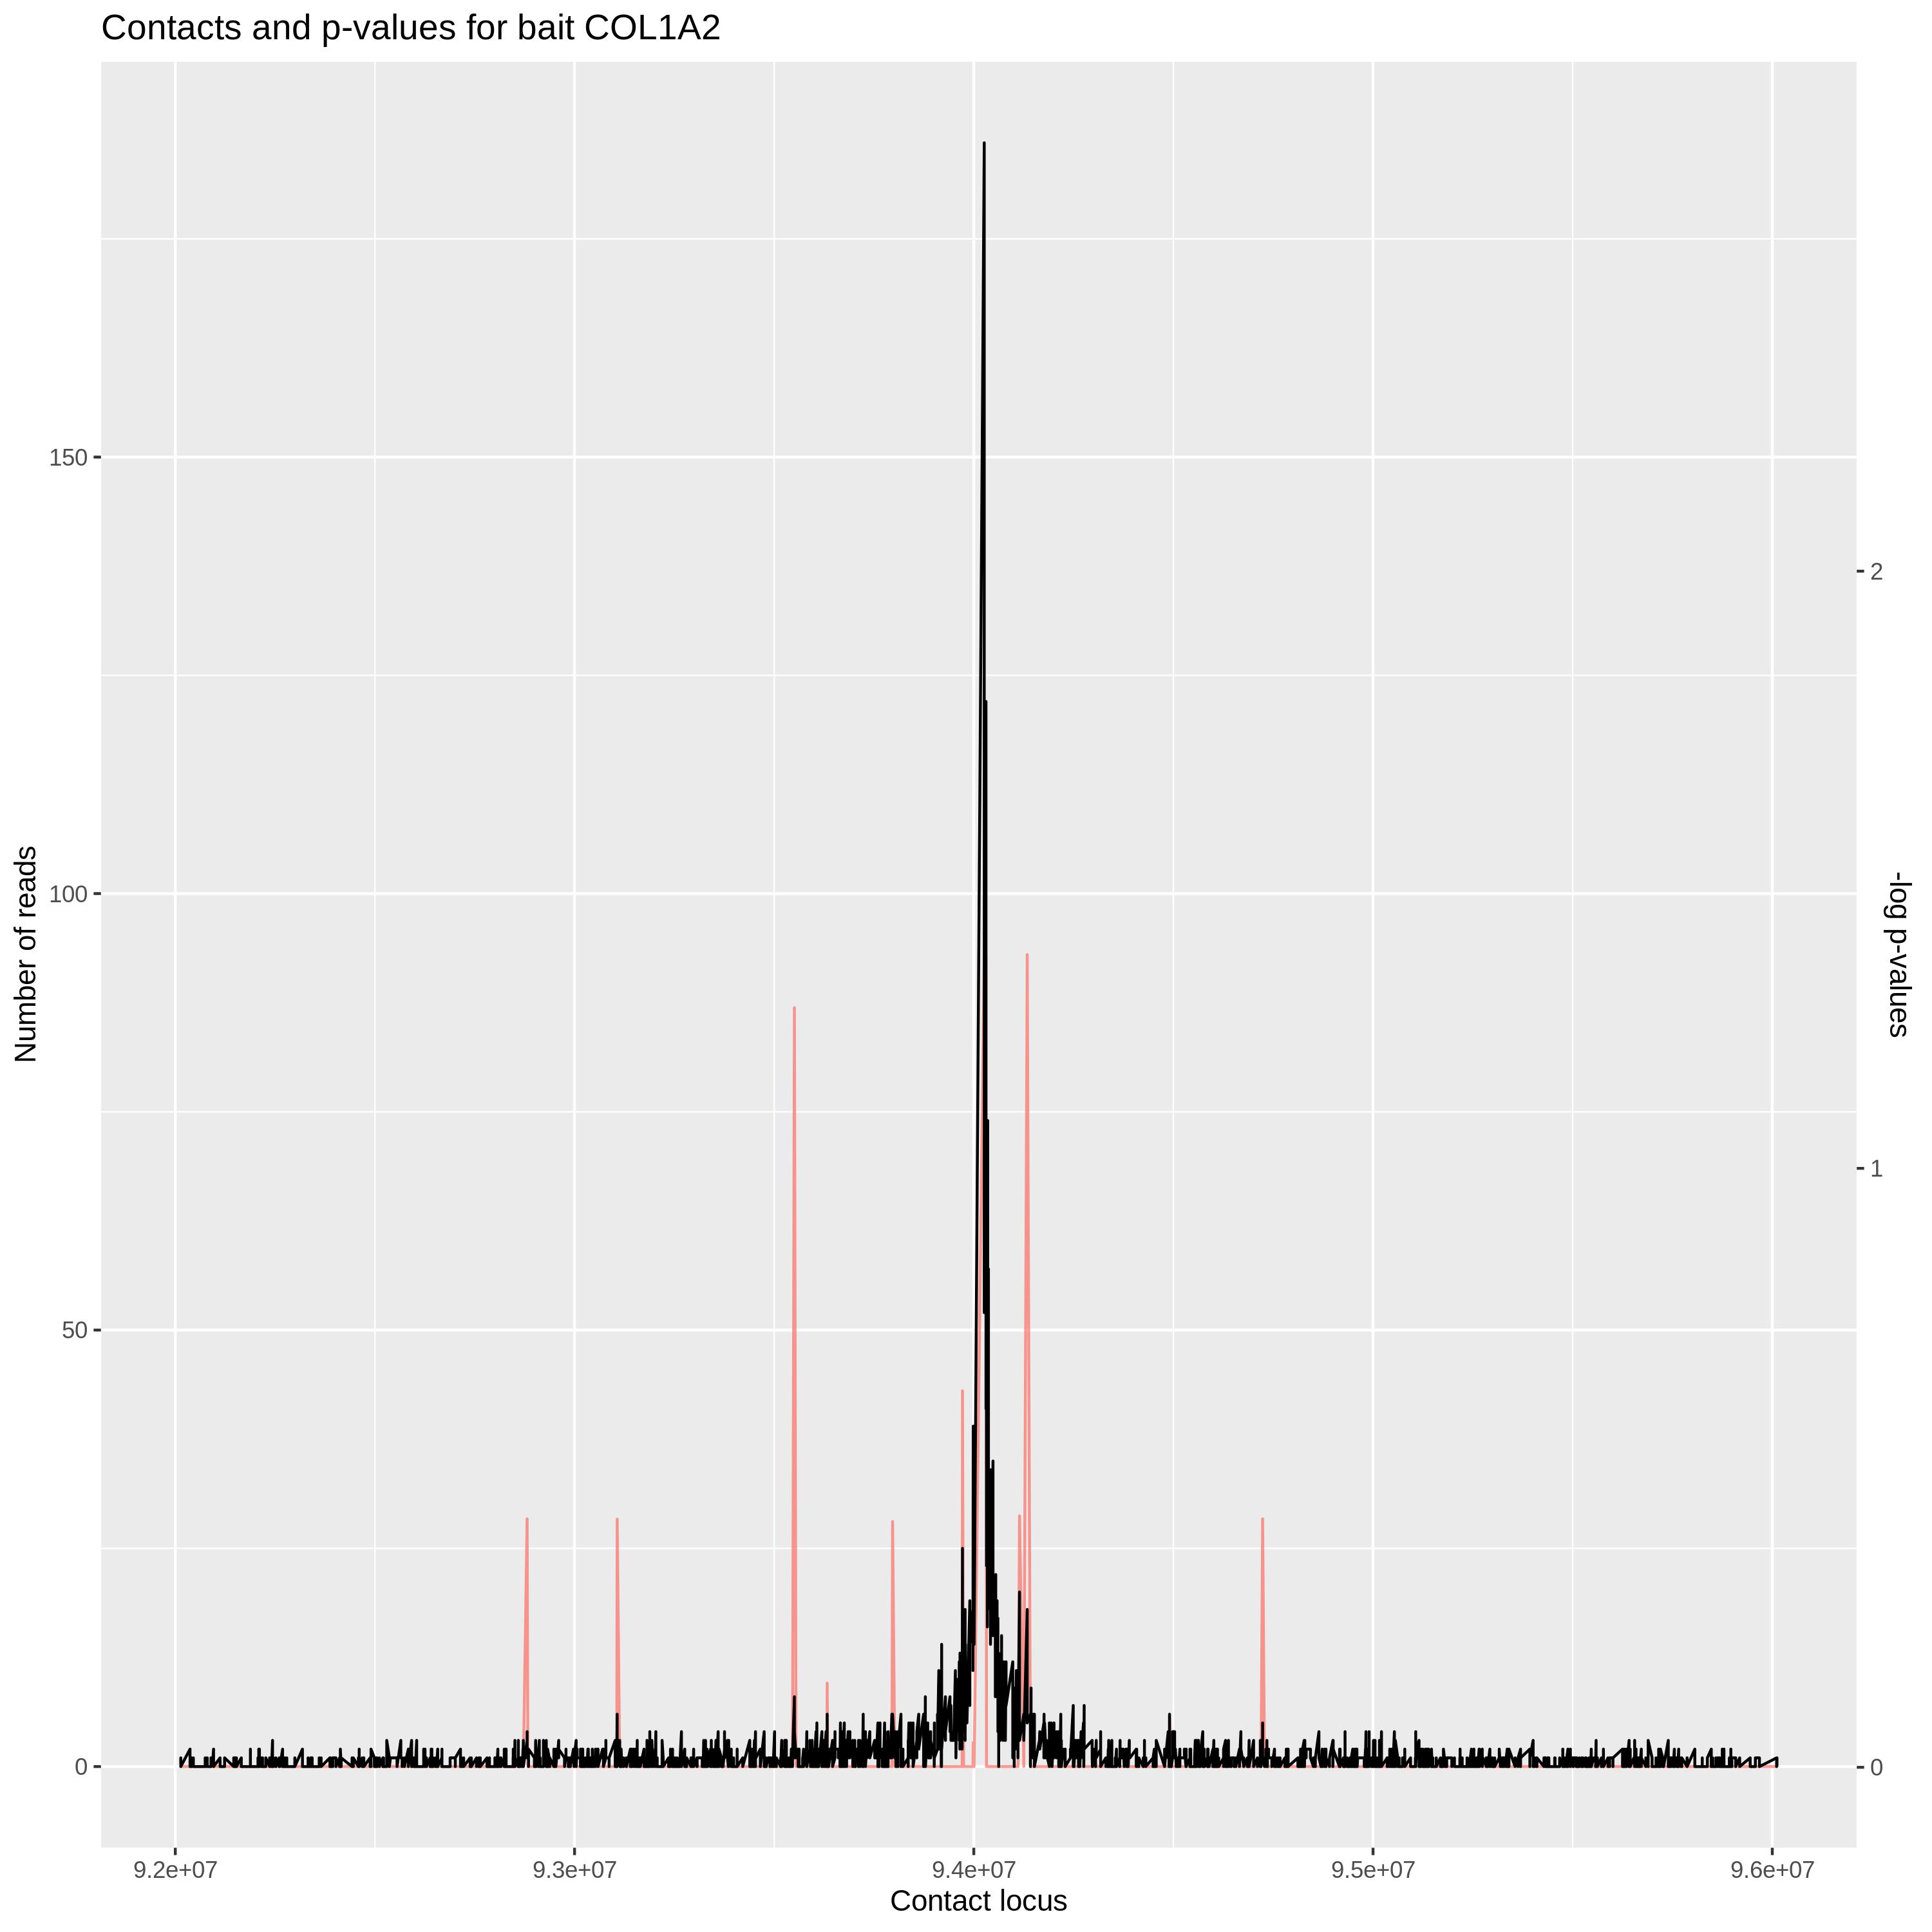 Contacts and p-values for bait COL1A2
Number of reads
150
100
50
0
-log p-values
2
1
0
9.2e+07
9.3e+07
9.4e+07
9.5e+07
9.6e+07
Contact locus